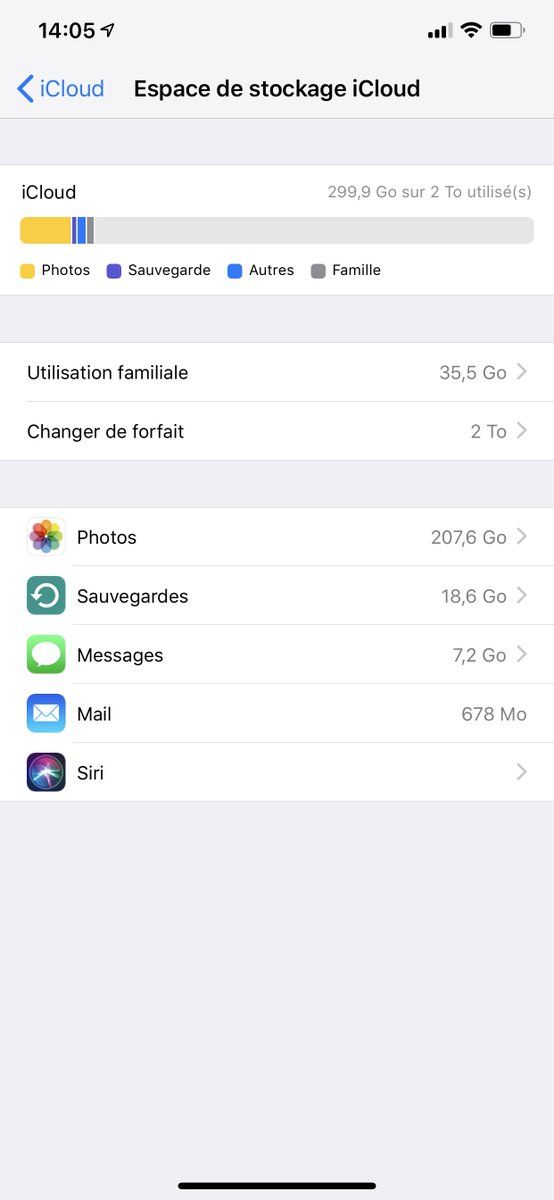 14:05
iCloud Espace de stockage iCloud
iCloud 299,9 Go sur 2 To utilisé(s)
Photos Sauvegarde Autres Famille
Utilisation familiale 35,5 Go
Changer de forfait 2 To
Photos 207,6 Go
Sauvegardes 18,6 Go
Messages 7,2 Go
Mail 678 Mo
Siri